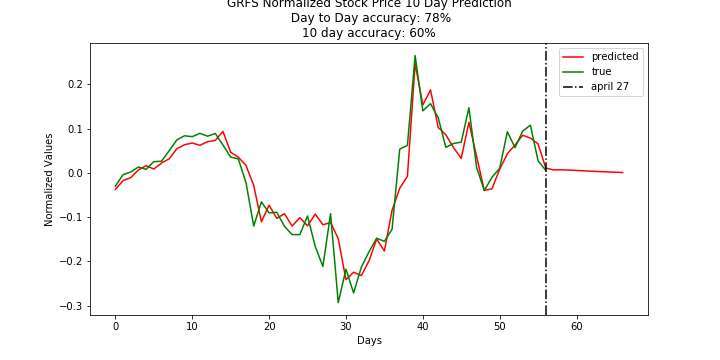 GRFS Normalized Stock Price 10 Day Prediction
Day to Day accuracy: 78%
10 day accuracy: 60%
predicted
true
april 27
Normalized Values
0.2
0.1
0.0
−0.1
−0.2
−0.3
0 10 20 30 40 50 60
Days